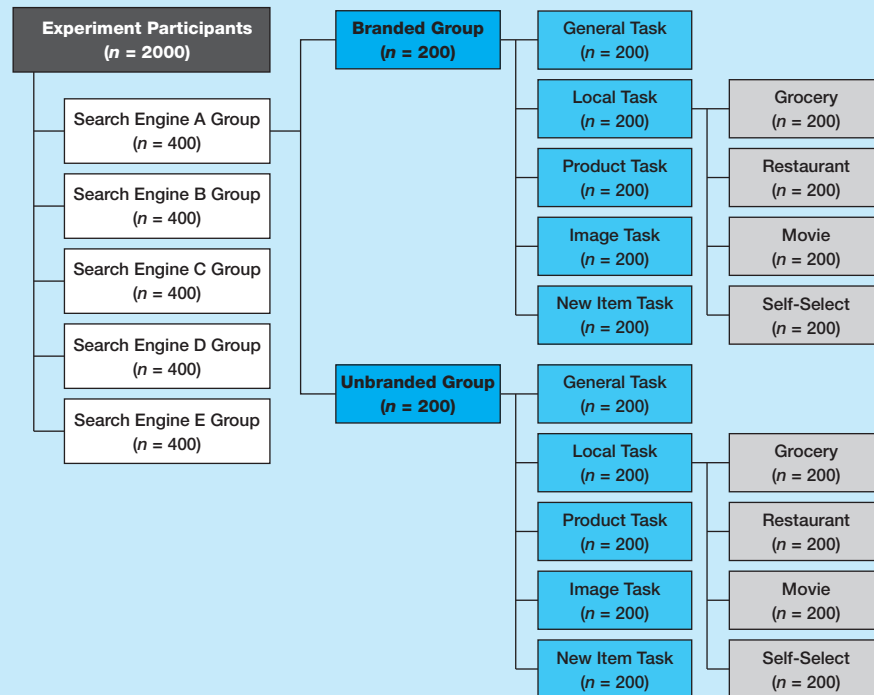 Experiment Participants
(n = 2000)
Search Engine A Group
(n = 400)
Search Engine B Group
(n = 400)
Search Engine C Group
(n = 400)
Search Engine D Group
(n = 400)
Search Engine E Group
(n = 400)
Branded Group
(n = 200)
General Task
(n = 200)
Local Task
(n = 200)
Product Task
(n = 200)
Image Task
(n = 200)
New Item Task
(n = 200)
Grocery
(n = 200)
Restaurant
(n = 200)
Movie
(n = 200)
Self-Select
(n = 200)
Unbranded Group
(n = 200)
General Task
(n = 200)
Local Task
(n = 200)
Product Task
(n = 200)
Image Task
(n = 200)
New Item Task
(n = 200)
Grocery
(n = 200)
Restaurant
(n = 200)
Movie
(n = 200)
Self-Select
(n = 200)